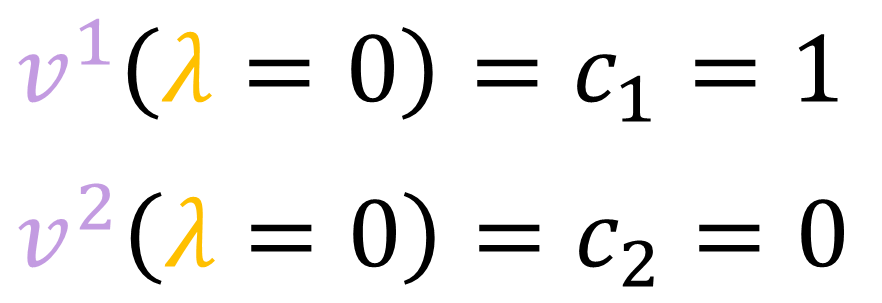 v¹(λ = 0) = c₁ = 1
v²(λ = 0) = c₂ = 0